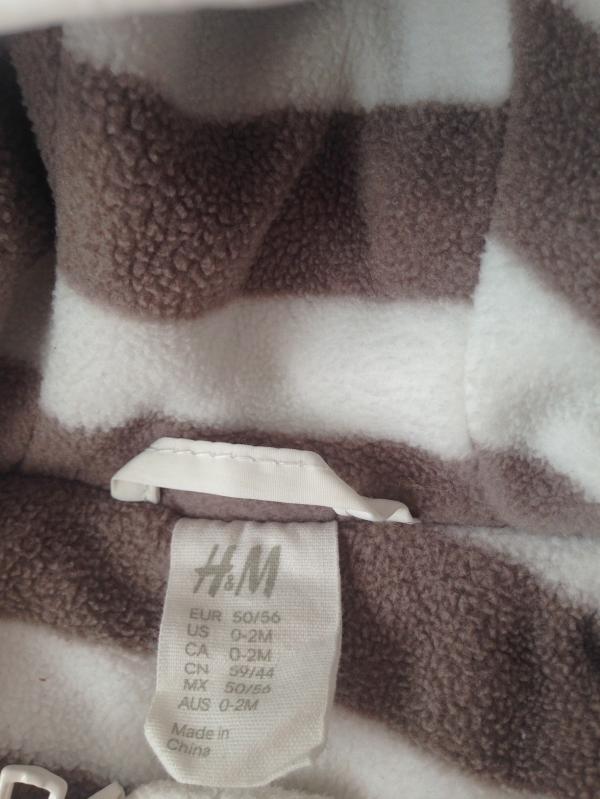 H&M
EUR 50/56
US 0-2M
CA 0-2M
CN 59/44
MX 50/56
AUS 0-2M
Made in
China